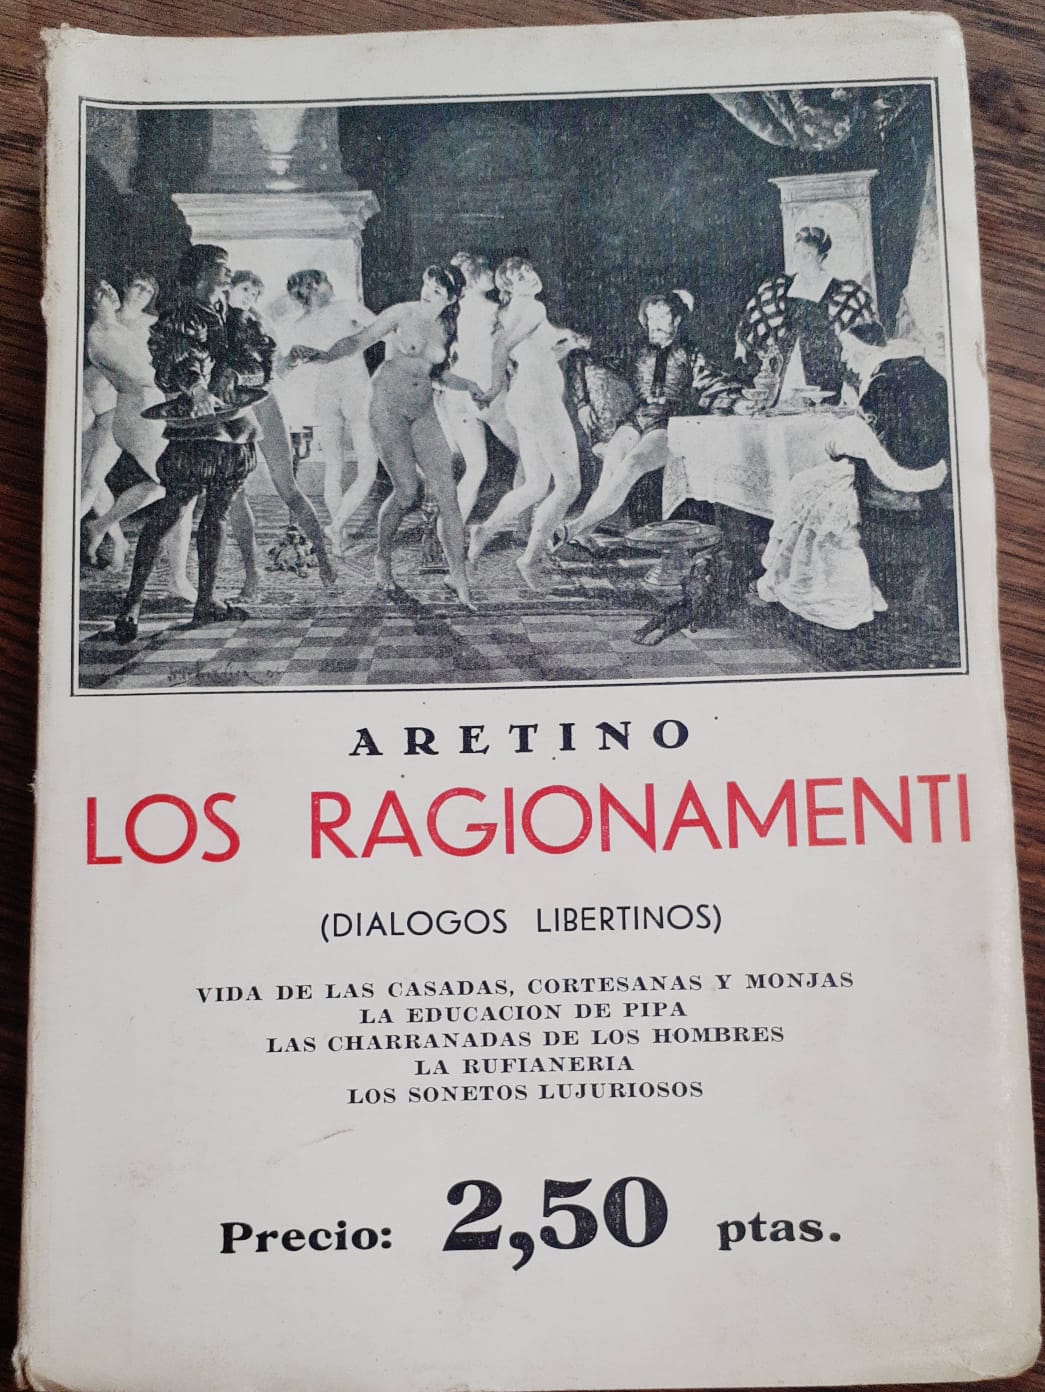 ARETINO
LOS RAGIONAMENTI
(DIALOGOS LIBERTINOS)
VIDA DE LAS CASADAS, CORTESANAS Y MONJAS
LA EDUCACION DE PIPA
LAS CHARRANADAS DE LOS HOMBRES
LA RUFIANERIA
LOS SONETOS LUJURIOSOS
Precio: 2,50 ptas.